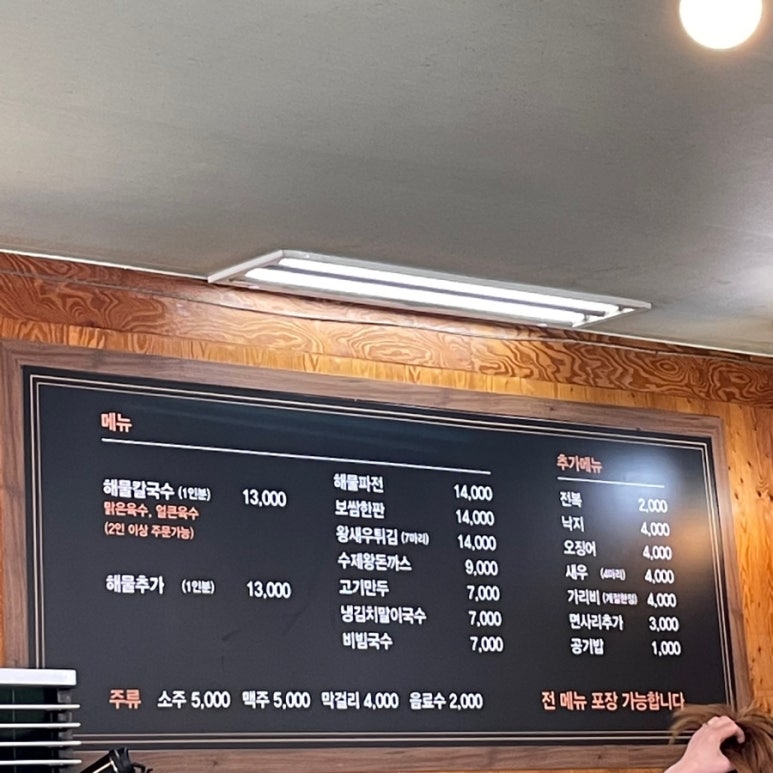 메뉴
해물칼국수 (1인분) 13,000
맑은육수, 얼큰육수
(2인 이상 주문가능)
해물추가 (1인분) 13,000
해물파전 14,000
보쌈한판 14,000
왕새우튀김 (7마리) 14,000
수제왕돈까스 9,000
고기만두 7,000
냉김치말이국수 7,000
비빔국수 7,000
추가메뉴
전복 2,000
낙지 4,000
오징어 4,000
새우 (4마리) 4,000
가리비 (계절한정) 4,000
면사리추가 3,000
공기밥 1,000
주류 소주 5,000 맥주 5,000 막걸리 4,000 음료수 2,000
전 메뉴 포장 가능합니다